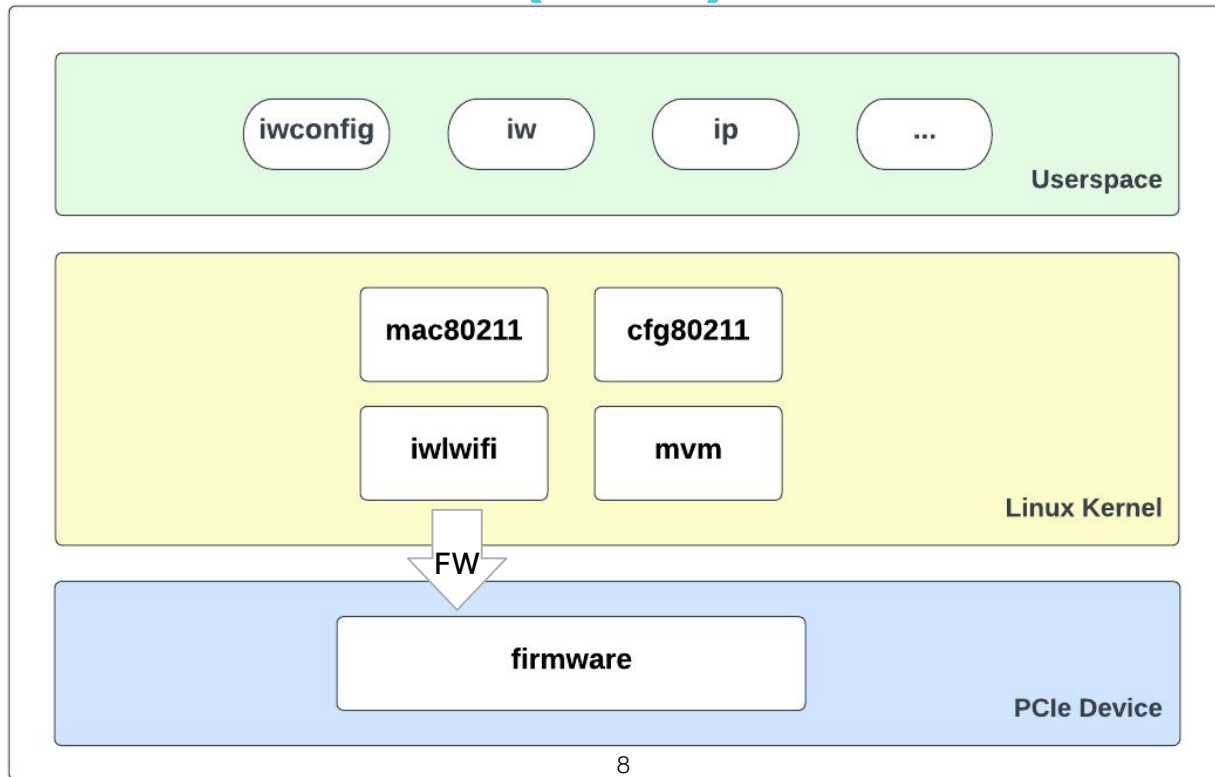 iwconfig iw ip ...
Userspace
mac80211 cfg80211
iwlwifi mvm
Linux Kernel
FW
firmware
PCIe Device
8